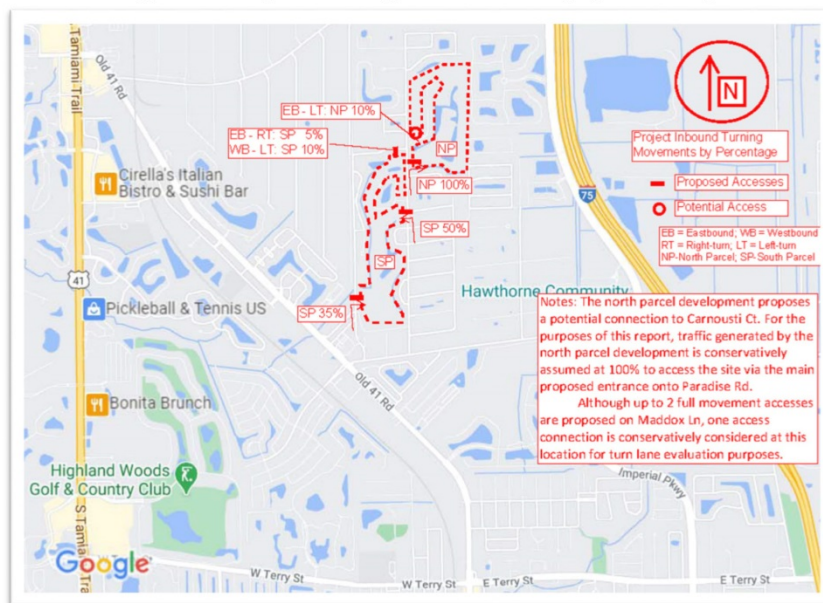 S Tamiami Trail
Old 41 Rd
EB - LT: NP 10%
EB - RT: SP 5%
WB - LT: SP 10%
NP
NP 100%
SP 50%
SP
SP 35%
N
Project Inbound Turning
Movements by Percentage
Proposed Accesses
Potential Access
EB = Eastbound; WB = Westbound
RT = Right-turn; LT = Left-turn
NP-North Parcel; SP-South Parcel
75
Cirella's Italian
Bistro & Sushi Bar
41
Pickleball & Tennis US
Hawthorne Community
Notes: The north parcel development proposes
a potential connection to Carnousti Ct. For the
purposes of this report, traffic generated by the
north parcel development is conservatively
assumed at 100% to access the site via the main
proposed entrance onto Paradise Rd.
Although up to 2 full movement accesses
are proposed on Maddox Ln, one access
connection is conservatively considered at this
location for turn lane evaluation purposes.
Old 41 Rd
Bonita Brunch
Highland Woods
Golf & Country Club
Imperial Pkwy
S Tamiami Tra
Google
W Terry St
W Terry St
E Terry St
E Terry St